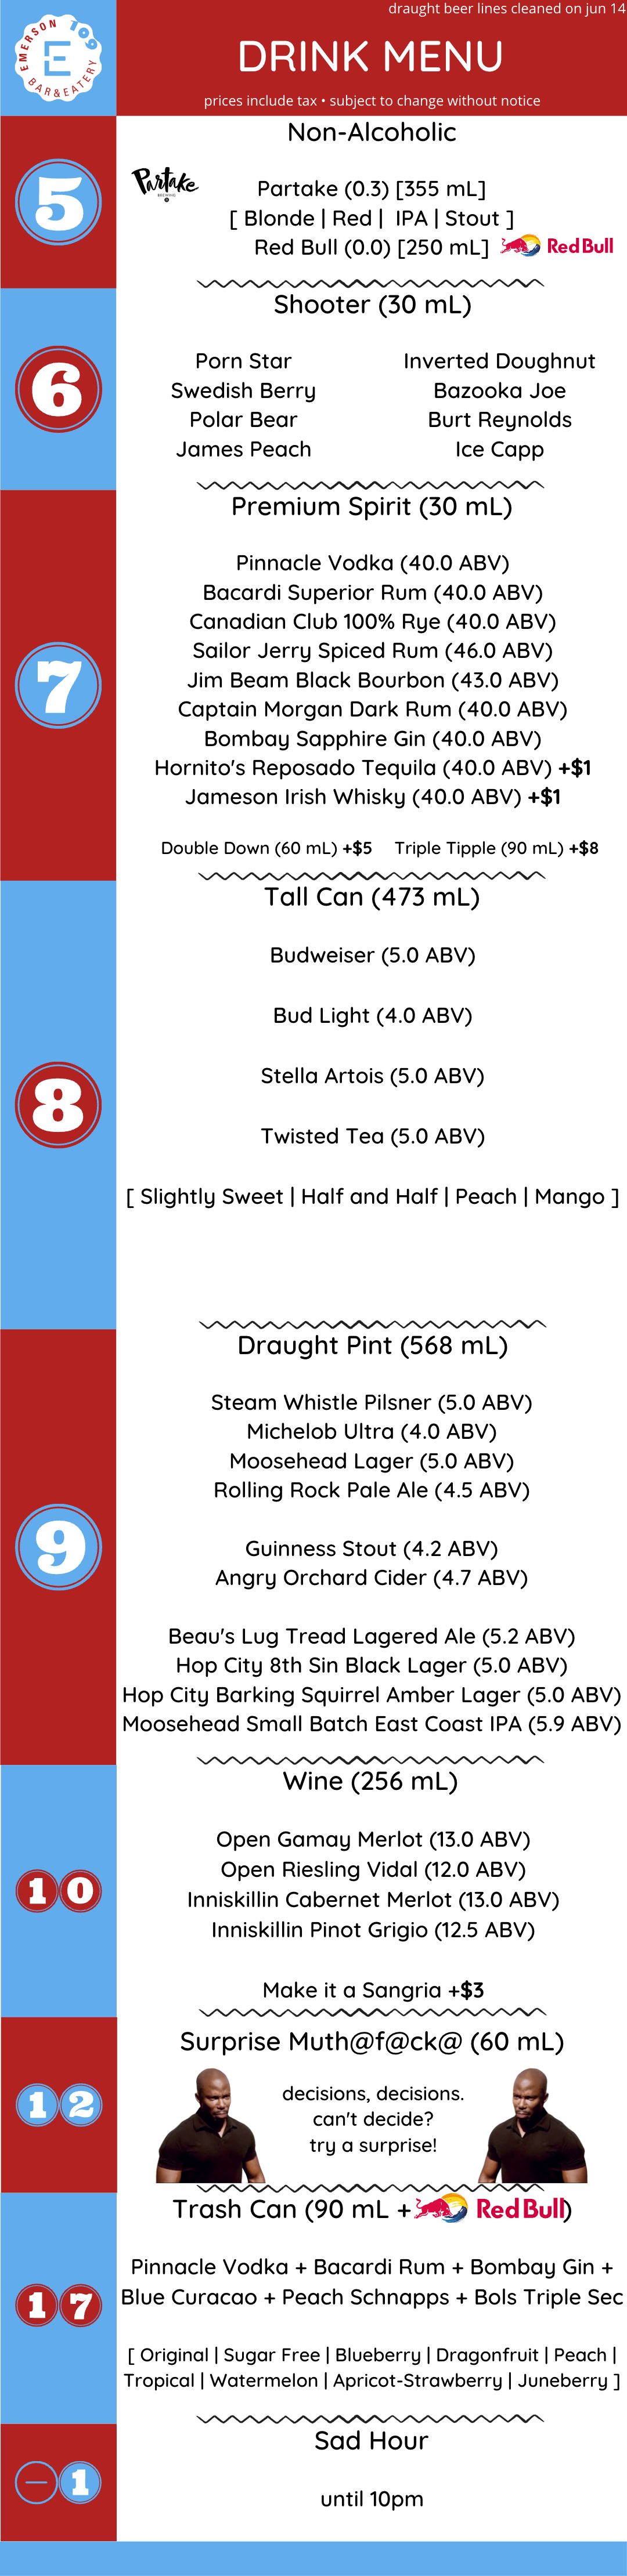 draught beer lines cleaned on jun 14
EMERSON 109
E
BAR & EATERY
DRINK MENU
prices include tax • subject to change without notice
5
Non-Alcoholic
Partake
BREWING
Partake (0.3) [355 mL]
[ Blonde | Red | IPA | Stout ]
Red Bull (0.0) [250 mL] Red Bull
6
Shooter (30 mL)
Porn Star Inverted Doughnut
Swedish Berry Bazooka Joe
Polar Bear Burt Reynolds
James Peach Ice Capp
7
Premium Spirit (30 mL)
Pinnacle Vodka (40.0 ABV)
Bacardi Superior Rum (40.0 ABV)
Canadian Club 100% Rye (40.0 ABV)
Sailor Jerry Spiced Rum (46.0 ABV)
Jim Beam Black Bourbon (43.0 ABV)
Captain Morgan Dark Rum (40.0 ABV)
Bombay Sapphire Gin (40.0 ABV)
Hornito's Reposado Tequila (40.0 ABV) +$1
Jameson Irish Whisky (40.0 ABV) +$1
Double Down (60 mL) +$5 Triple Tipple (90 mL) +$8
8
Tall Can (473 mL)
Budweiser (5.0 ABV)
Bud Light (4.0 ABV)
Stella Artois (5.0 ABV)
Twisted Tea (5.0 ABV)
[ Slightly Sweet | Half and Half | Peach | Mango ]
9
Draught Pint (568 mL)
Steam Whistle Pilsner (5.0 ABV)
Michelob Ultra (4.0 ABV)
Moosehead Lager (5.0 ABV)
Rolling Rock Pale Ale (4.5 ABV)
Guinness Stout (4.2 ABV)
Angry Orchard Cider (4.7 ABV)
Beau's Lug Tread Lagered Ale (5.2 ABV)
Hop City 8th Sin Black Lager (5.0 ABV)
Hop City Barking Squirrel Amber Lager (5.0 ABV)
Moosehead Small Batch East Coast IPA (5.9 ABV)
10
Wine (256 mL)
Open Gamay Merlot (13.0 ABV)
Open Riesling Vidal (12.0 ABV)
Inniskillin Cabernet Merlot (13.0 ABV)
Inniskillin Pinot Grigio (12.5 ABV)
Make it a Sangria +$3
12
Surprise Muth@f@ck@ (60 mL)
decisions, decisions.
can't decide?
try a surprise!
17
Trash Can (90 mL + Red Bull)
Pinnacle Vodka + Bacardi Rum + Bombay Gin +
Blue Curacao + Peach Schnapps + Bols Triple Sec
[ Original | Sugar Free | Blueberry | Dragonfruit | Peach |
Tropical | Watermelon | Apricot-Strawberry | Juneberry ]
−1
Sad Hour
until 10pm